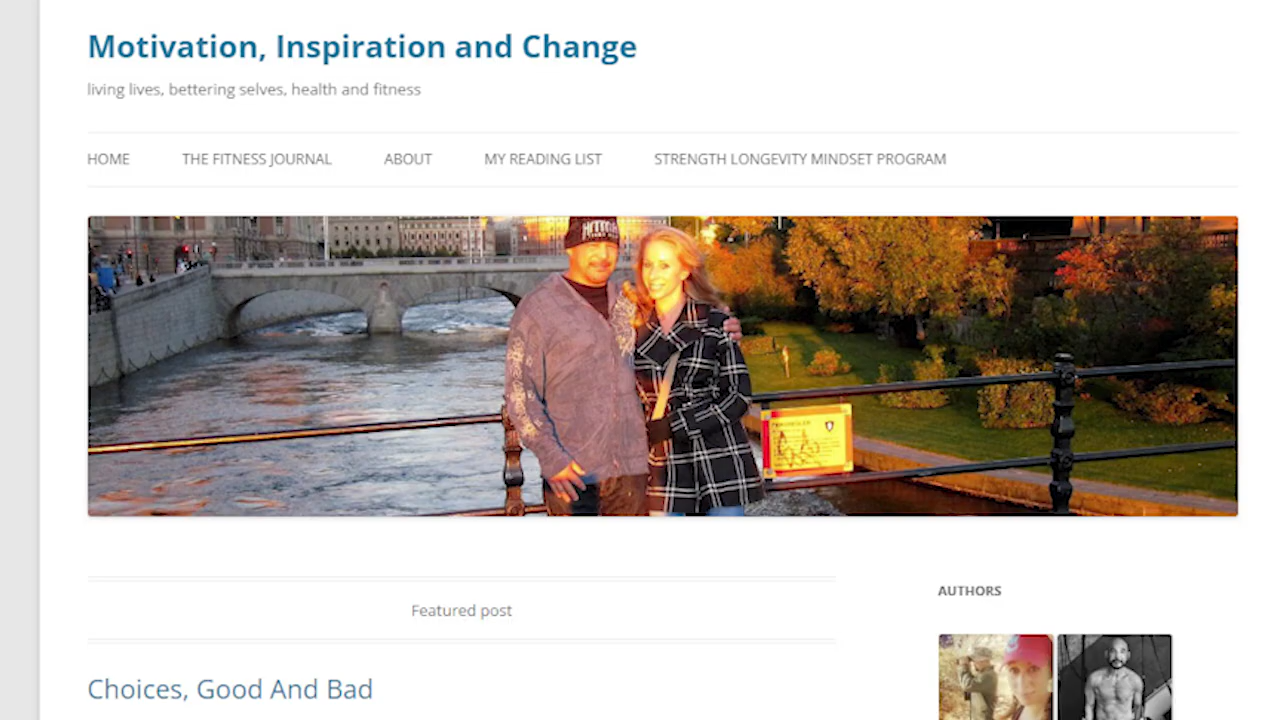 Motivation, Inspiration and Change
living lives, bettering selves, health and fitness
HOME THE FITNESS JOURNAL ABOUT MY READING LIST STRENGTH LONGEVITY MINDSET PROGRAM
Featured post
AUTHORS
Choices, Good And Bad